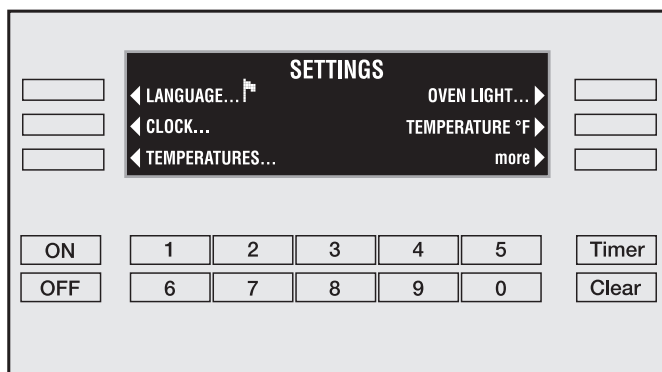 SETTINGS
LANGUAGE... OVEN LIGHT...
CLOCK... TEMPERATURE °F
TEMPERATURES... more
ON 1 2 3 4 5 Timer
OFF 6 7 8 9 0 Clear